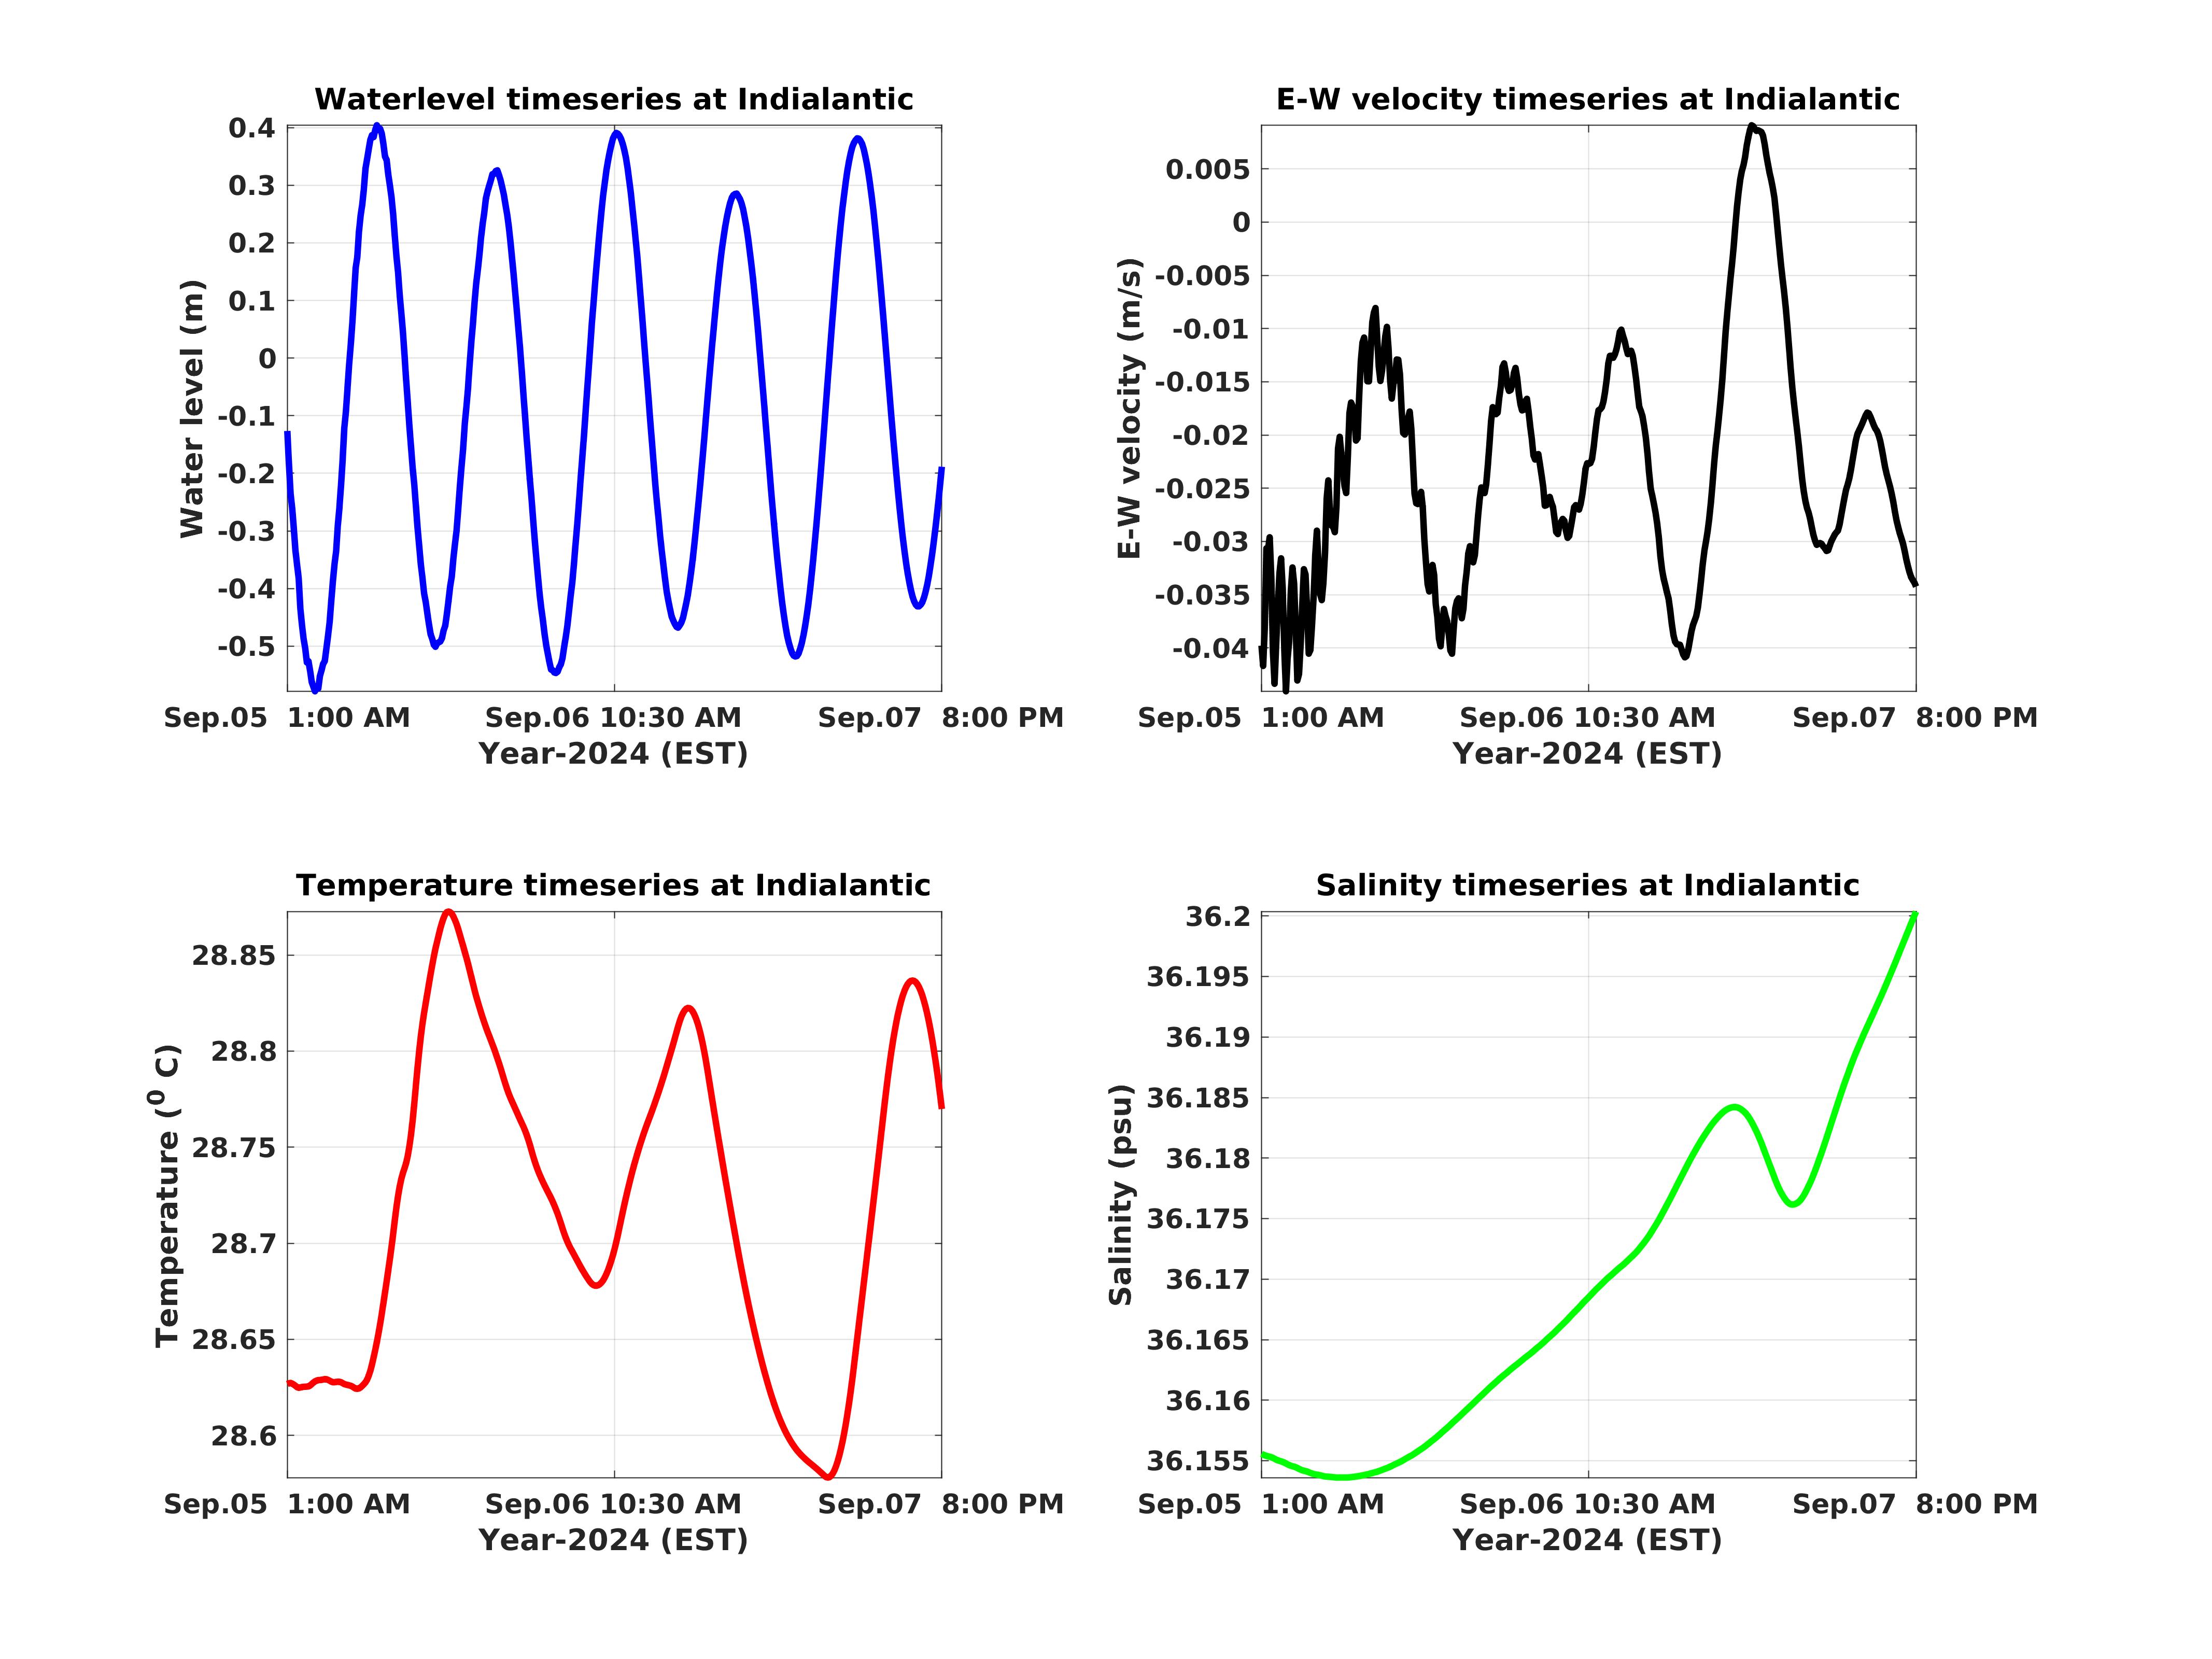 Waterlevel timeseries at Indialantic
0.4
0.3
0.2
0.1
0
-0.1
-0.2
-0.3
-0.4
-0.5
Water level (m)
Sep.05 1:00 AM Sep.06 10:30 AM Sep.07 8:00 PM
Year-2024 (EST)
E-W velocity timeseries at Indialantic
0.005
0
-0.005
-0.01
-0.015
-0.02
-0.025
-0.03
-0.035
-0.04
E-W velocity (m/s)
Sep.05 1:00 AM Sep.06 10:30 AM Sep.07 8:00 PM
Year-2024 (EST)
Temperature timeseries at Indialantic
28.85
28.8
28.75
28.7
28.65
28.6
Temperature (⁰ C)
Sep.05 1:00 AM Sep.06 10:30 AM Sep.07 8:00 PM
Year-2024 (EST)
Salinity timeseries at Indialantic
36.2
36.195
36.19
36.185
36.18
36.175
36.17
36.165
36.16
36.155
Salinity (psu)
Sep.05 1:00 AM Sep.06 10:30 AM Sep.07 8:00 PM
Year-2024 (EST)